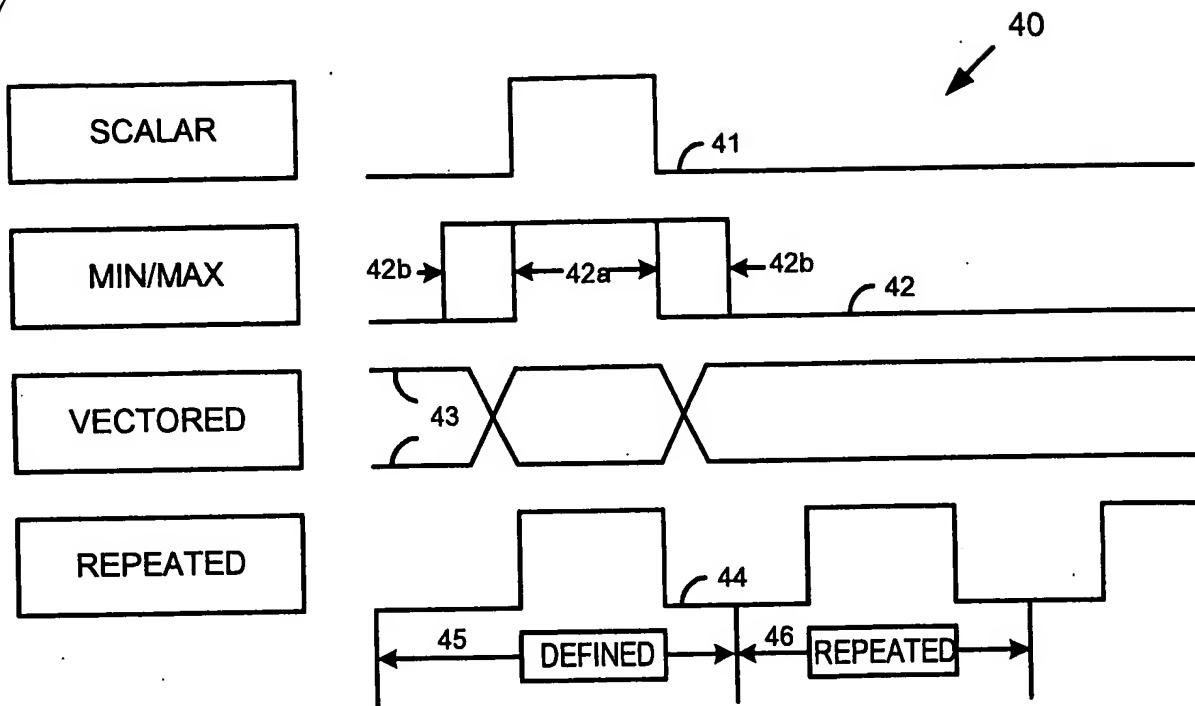 40
SCALAR
41
MIN/MAX
42b
42a
42b
42
VECTORED
43
REPEATED
44
45
DEFINED
46
REPEATED